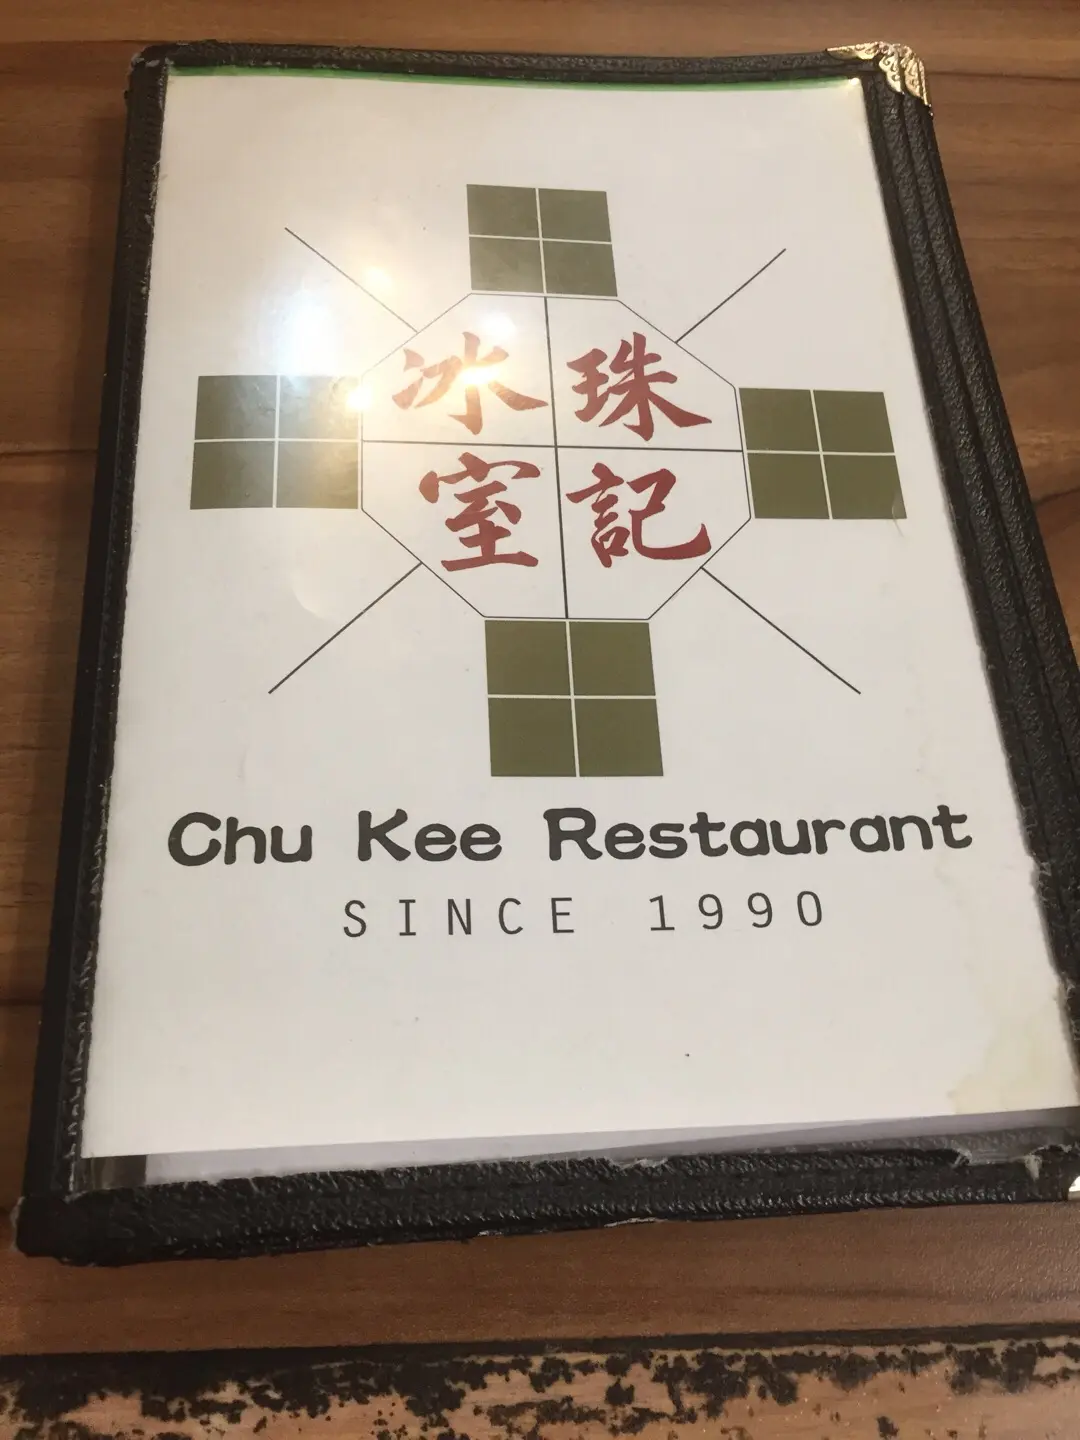 珠記
冰室
Chu Kee Restaurant
SINCE 1990